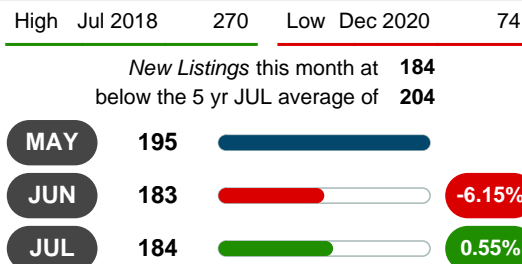 High Jul 2018 270 Low Dec 2020 74
New Listings this month at 184
below the 5 yr JUL average of 204
MAY 195
JUN 183 -6.15%
JUL 184 0.55%